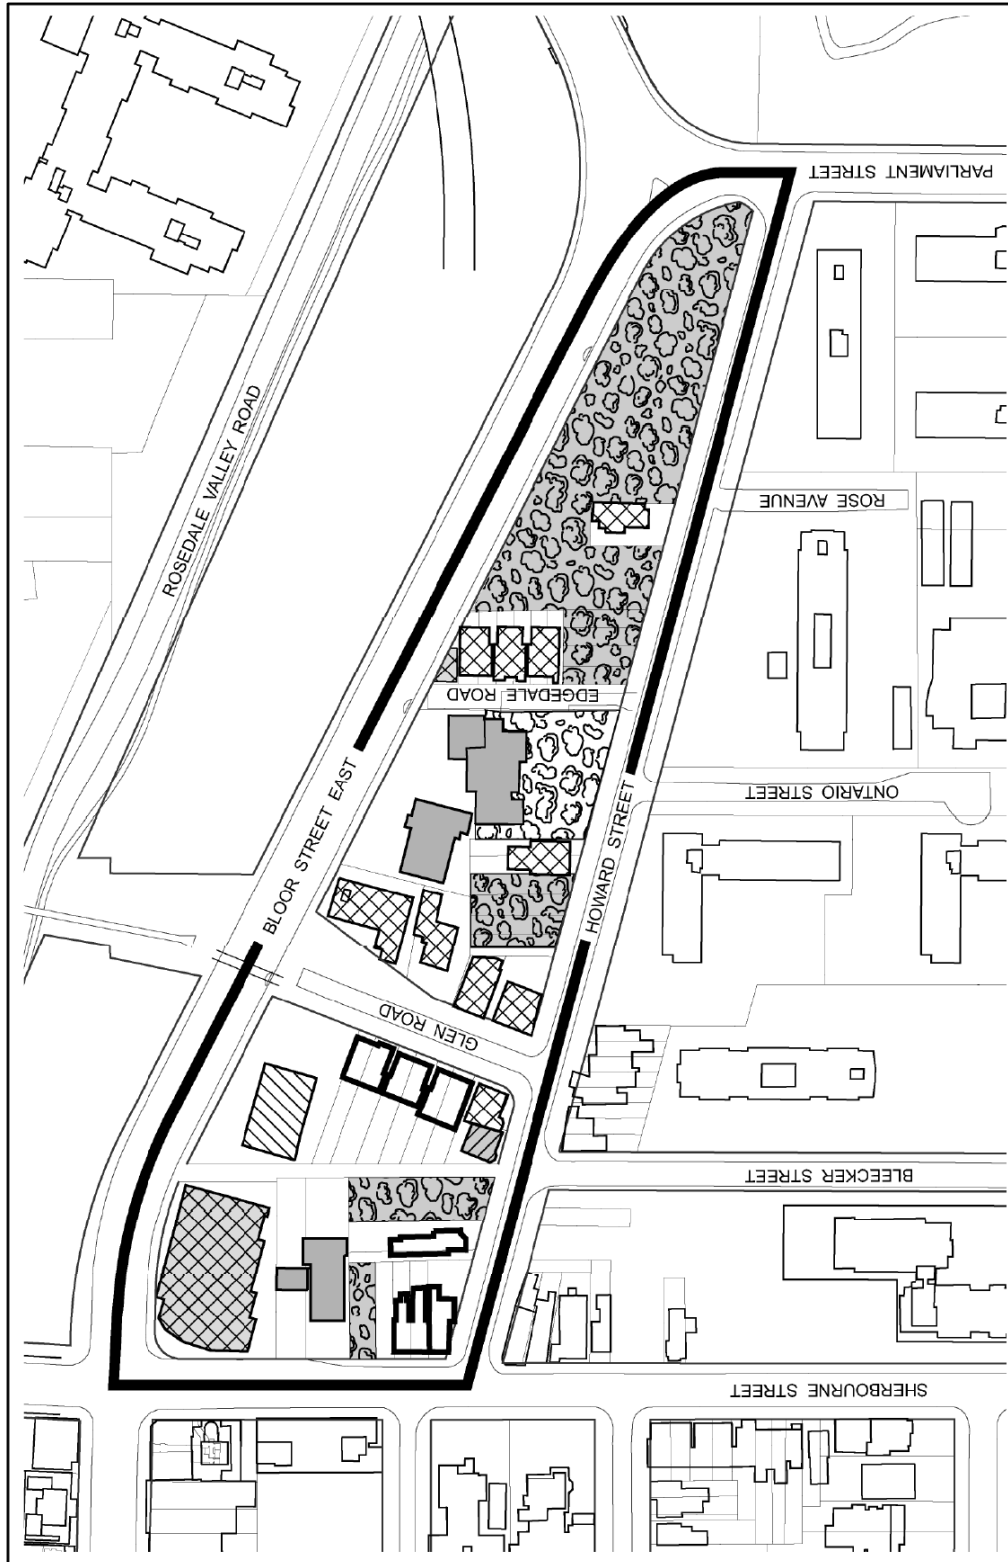 PARLIAMENT STREET
ROSEDALE VALLEY ROAD
ROSE AVENUE
EDGEDALE ROAD
BLOOR STREET EAST
ONTARIO STREET
HOWARD STREET
GLEN ROAD
BLEECKER STREET
SHERBOURNE STREET